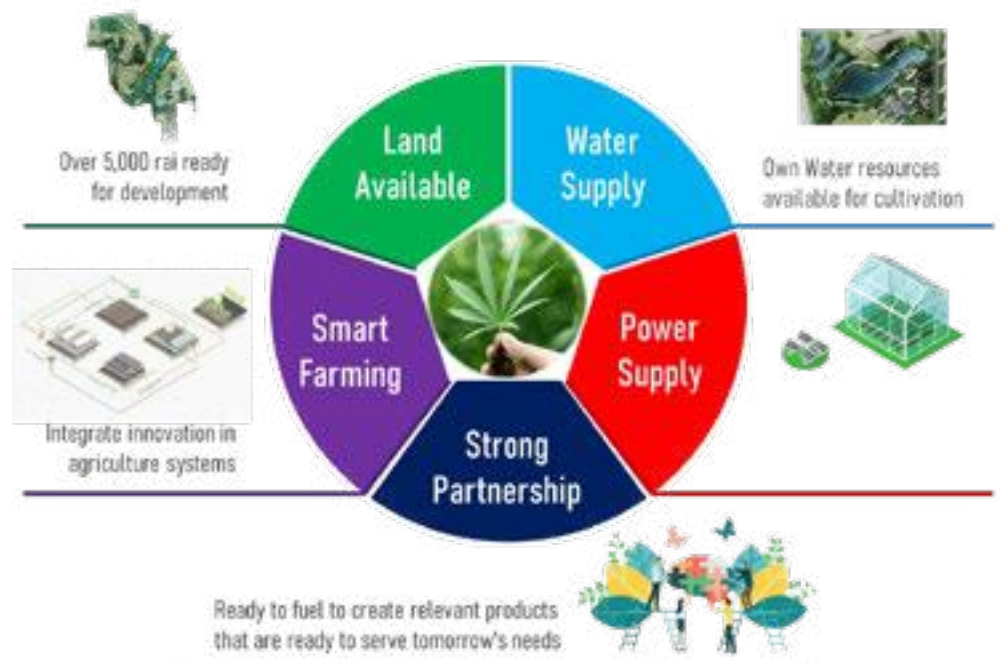 Land
Available
Water
Supply
Over 5,000 rai ready
for development
Own Water resources
available for cultivation
Smart
Farming
Power
Supply
Integrate innovation in
agriculture systems
Strong
Partnership
Ready to fuel to create relevant products
that are ready to serve tomorrow's needs